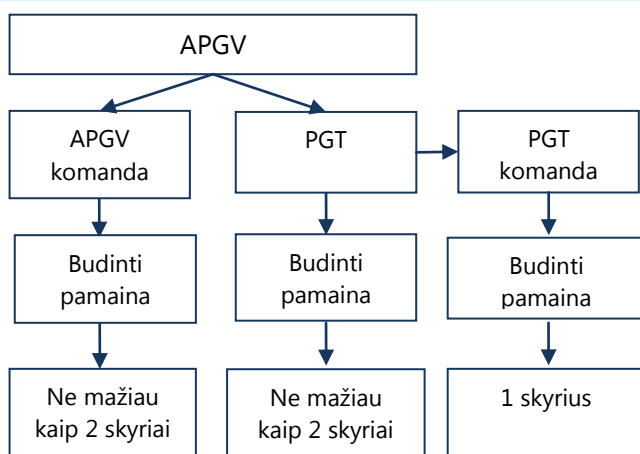 APGV
APGV
komanda
PGT
PGT
komanda
Budinti
pamaina
Budinti
pamaina
Budinti
pamaina
Ne mažiau
kaip 2 skyriai
Ne mažiau
kaip 2 skyriai
1 skyrius